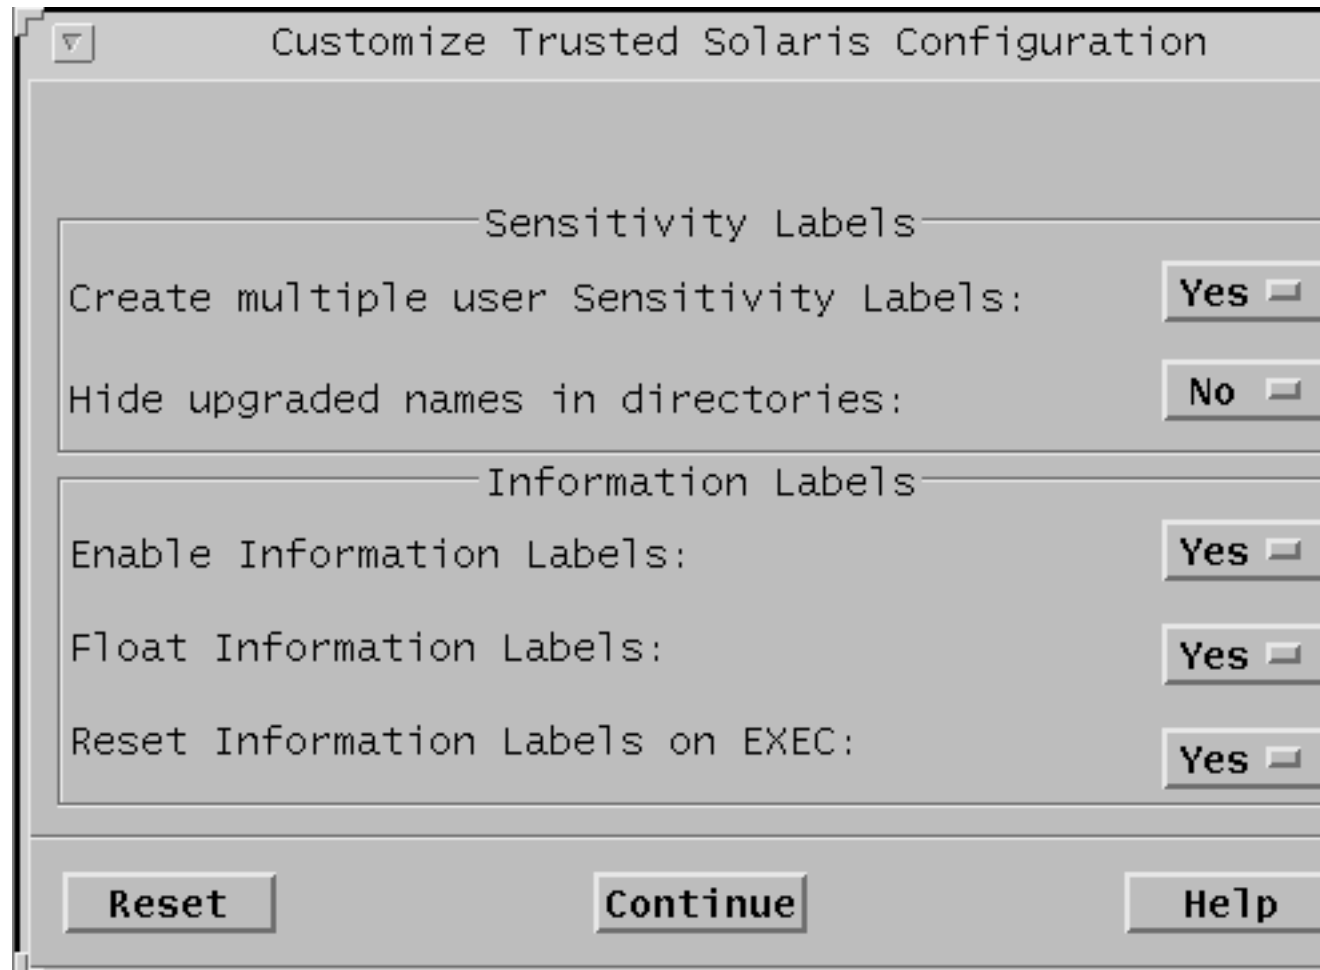 Customize Trusted Solaris Configuration
Sensitivity Labels
Create multiple user Sensitivity Labels: Yes
Hide upgraded names in directories: No
Information Labels
Enable Information Labels: Yes
Float Information Labels: Yes
Reset Information Labels on EXEC: Yes
Reset Continue Help